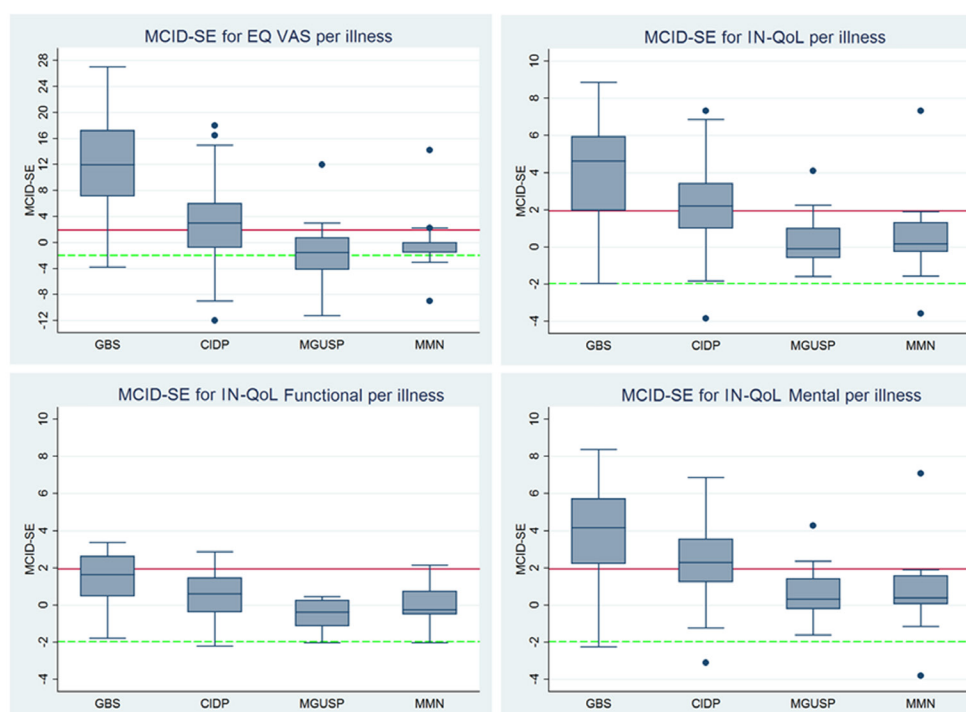 MCID-SE for EQ VAS per illness
MCID-SE
28
24
20
16
12
8
4
0
-4
-8
-12
GBS CIDP MGUSP MMN
MCID-SE for IN-QoL per illness
MCID-SE
10
8
6
4
2
0
-2
-4
GBS CIDP MGUSP MMN
MCID-SE for IN-QoL Functional per illness
MCID-SE
10
8
6
4
2
0
-2
-4
GBS CIDP MGUSP MMN
MCID-SE for IN-QoL Mental per illness
MCID-SE
10
8
6
4
2
0
-2
-4
GBS CIDP MGUSP MMN